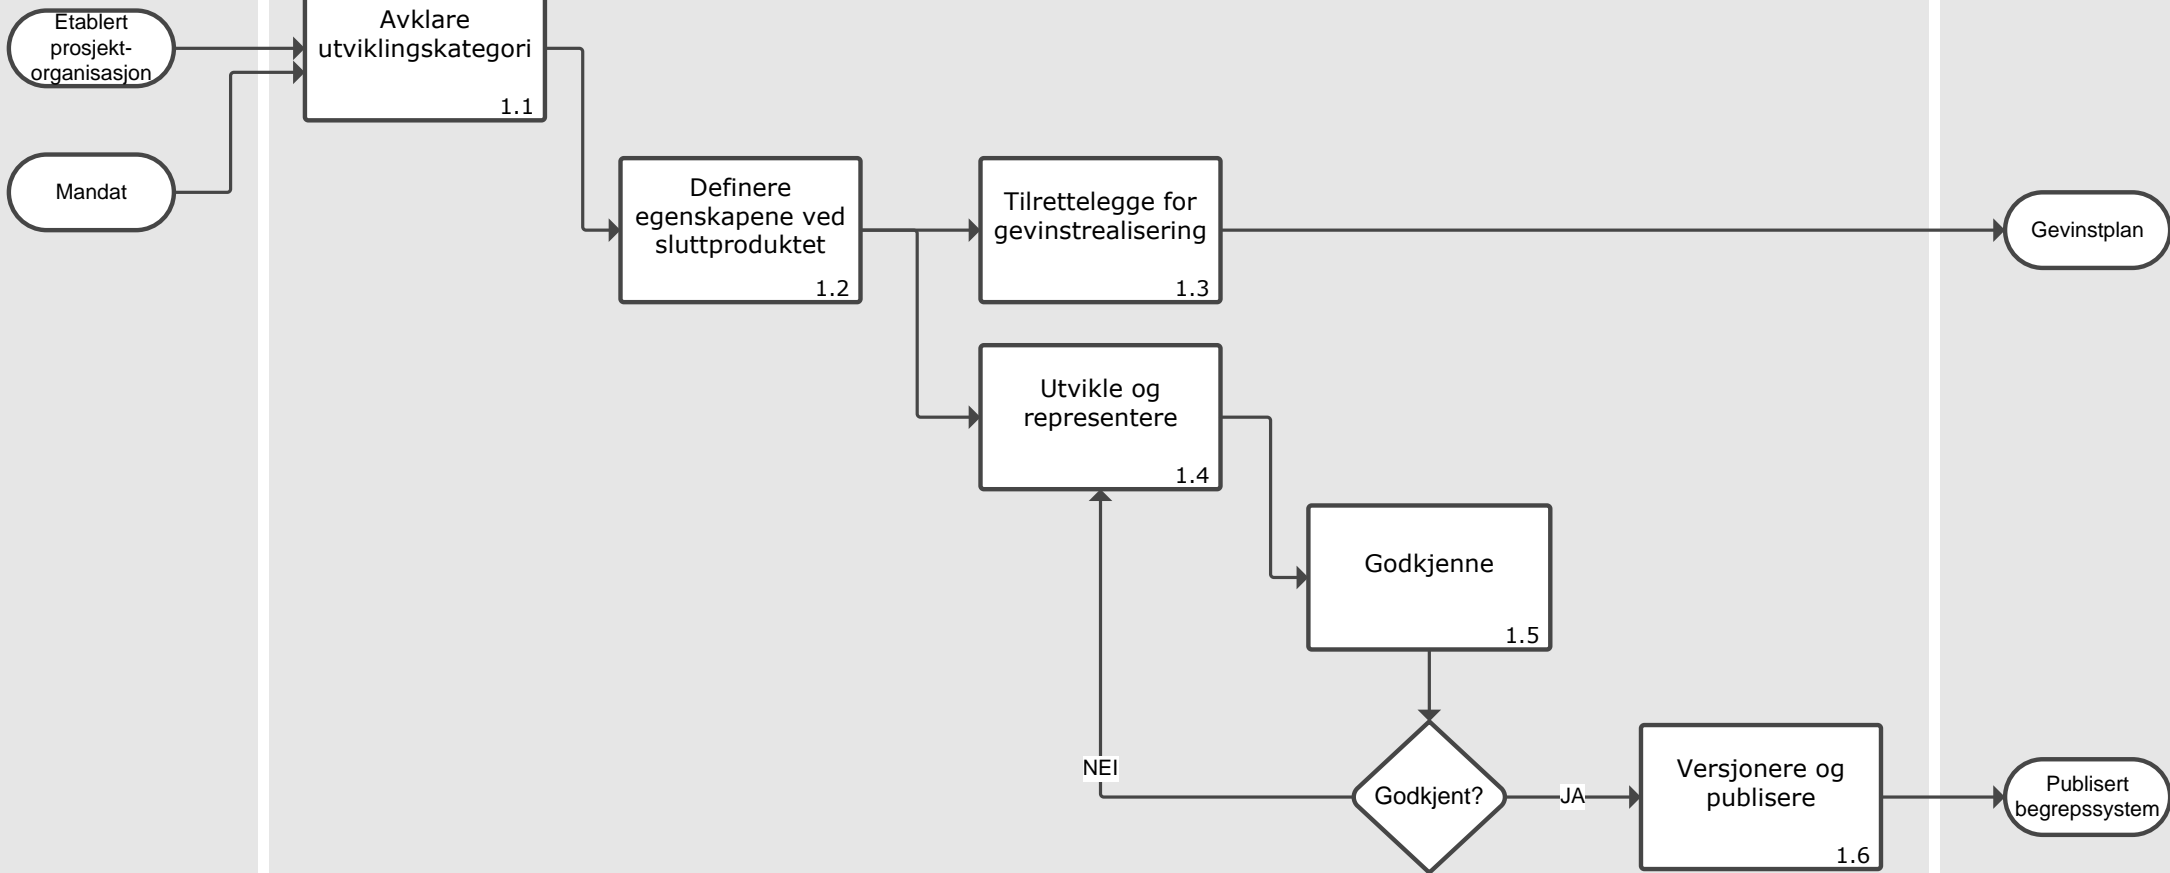 Etablert
prosjekt-
organisasjon
Mandat
Avklare
utviklingskategori
1.1
Definere
egenskapene ved
sluttproduktet
1.2
Tilrettelegge for
gevinstrealisering
1.3
Gevinstplan
Utvikle og
representere
1.4
Godkjenne
1.5
NEI
Godkjent?
JA
Versjonere og
publisere
1.6
Publisert
begrepssystem